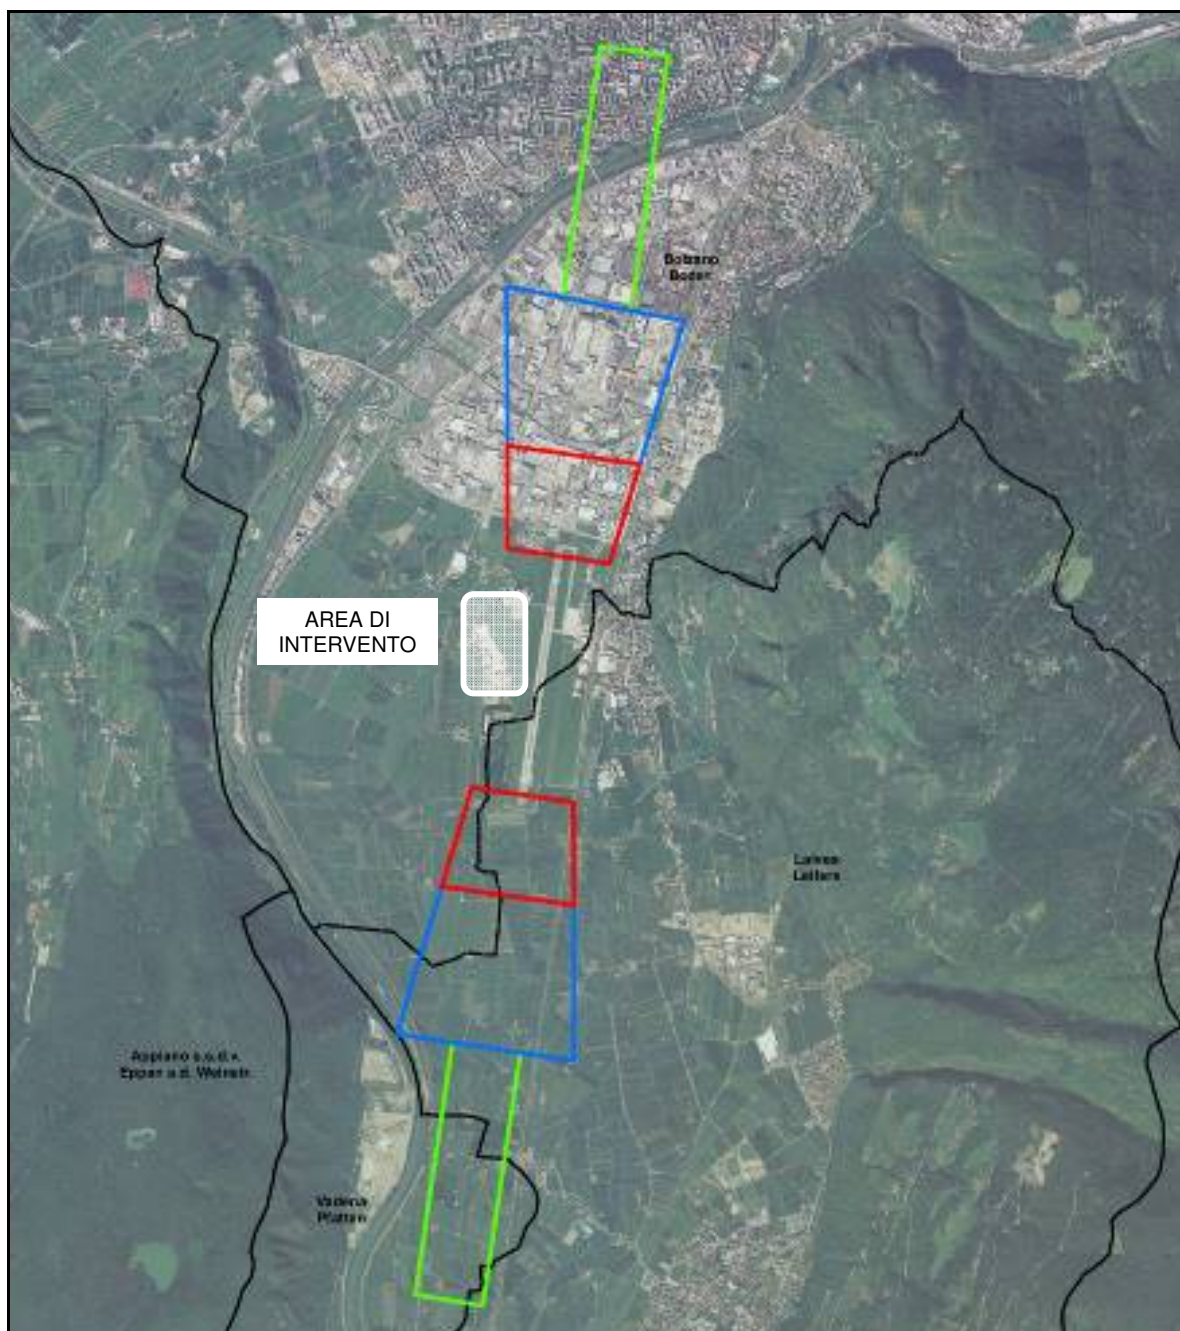 Bolzano
Bozen
AREA DI
INTERVENTO
Laives
Leifers
Appiano s.s.d.v.
Eppan a.d. Weinstr.
Vadena
Pfatten